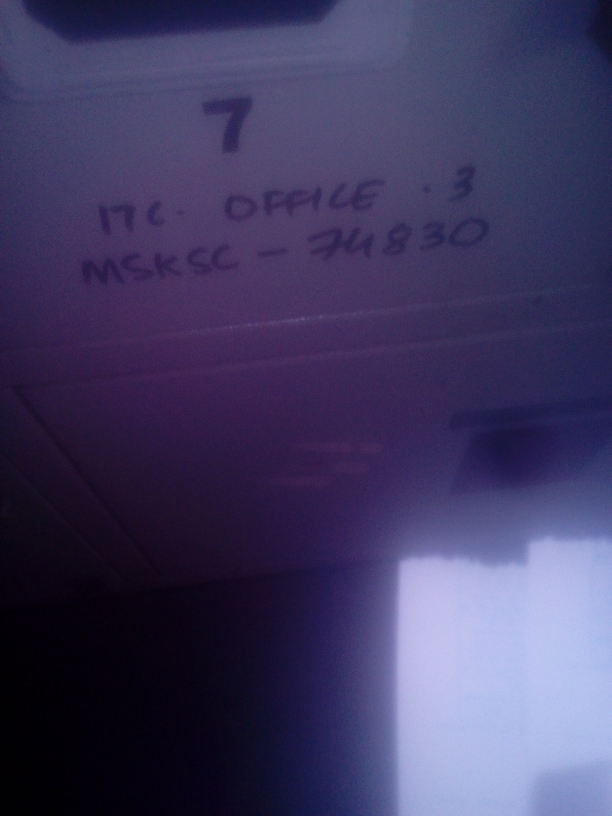 7
ITC. OFFICE . 3
MSKSC - 74830